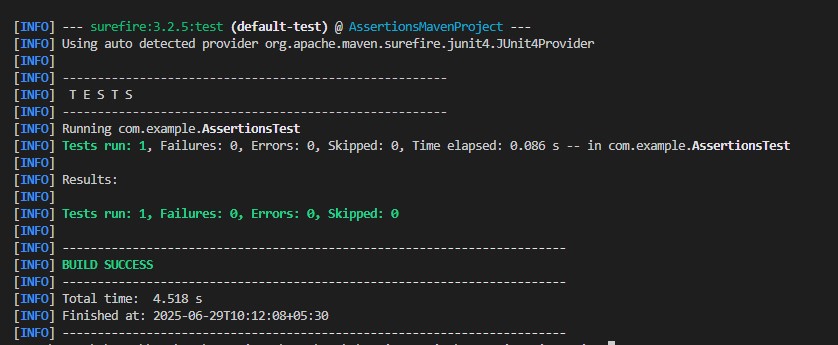 [INFO] --- surefire:3.2.5:test (default-test) @ AssertionsMavenProject ---
[INFO] Using auto detected provider org.apache.maven.surefire.junit4.JUnit4Provider
[INFO]
[INFO] -------------------------------------------------------
[INFO]  T E S T S
[INFO] -------------------------------------------------------
[INFO] Running com.example.AssertionsTest
[INFO] Tests run: 1, Failures: 0, Errors: 0, Skipped: 0, Time elapsed: 0.086 s -- in com.example.AssertionsTest
[INFO]
[INFO] Results:
[INFO]
[INFO] Tests run: 1, Failures: 0, Errors: 0, Skipped: 0
[INFO]
[INFO] ------------------------------------------------------------------------
[INFO] BUILD SUCCESS
[INFO] ------------------------------------------------------------------------
[INFO] Total time:  4.518 s
[INFO] Finished at: 2025-06-29T10:12:08+05:30
[INFO] ------------------------------------------------------------------------